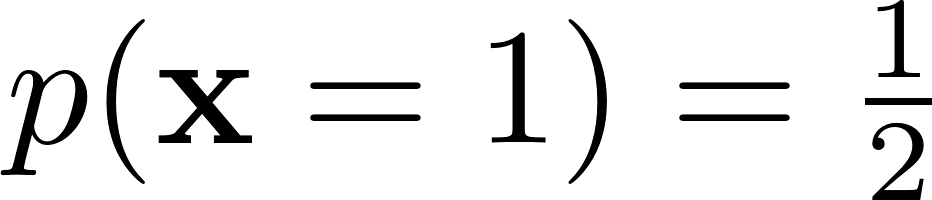 p(𝐱 = 1) = 1/2